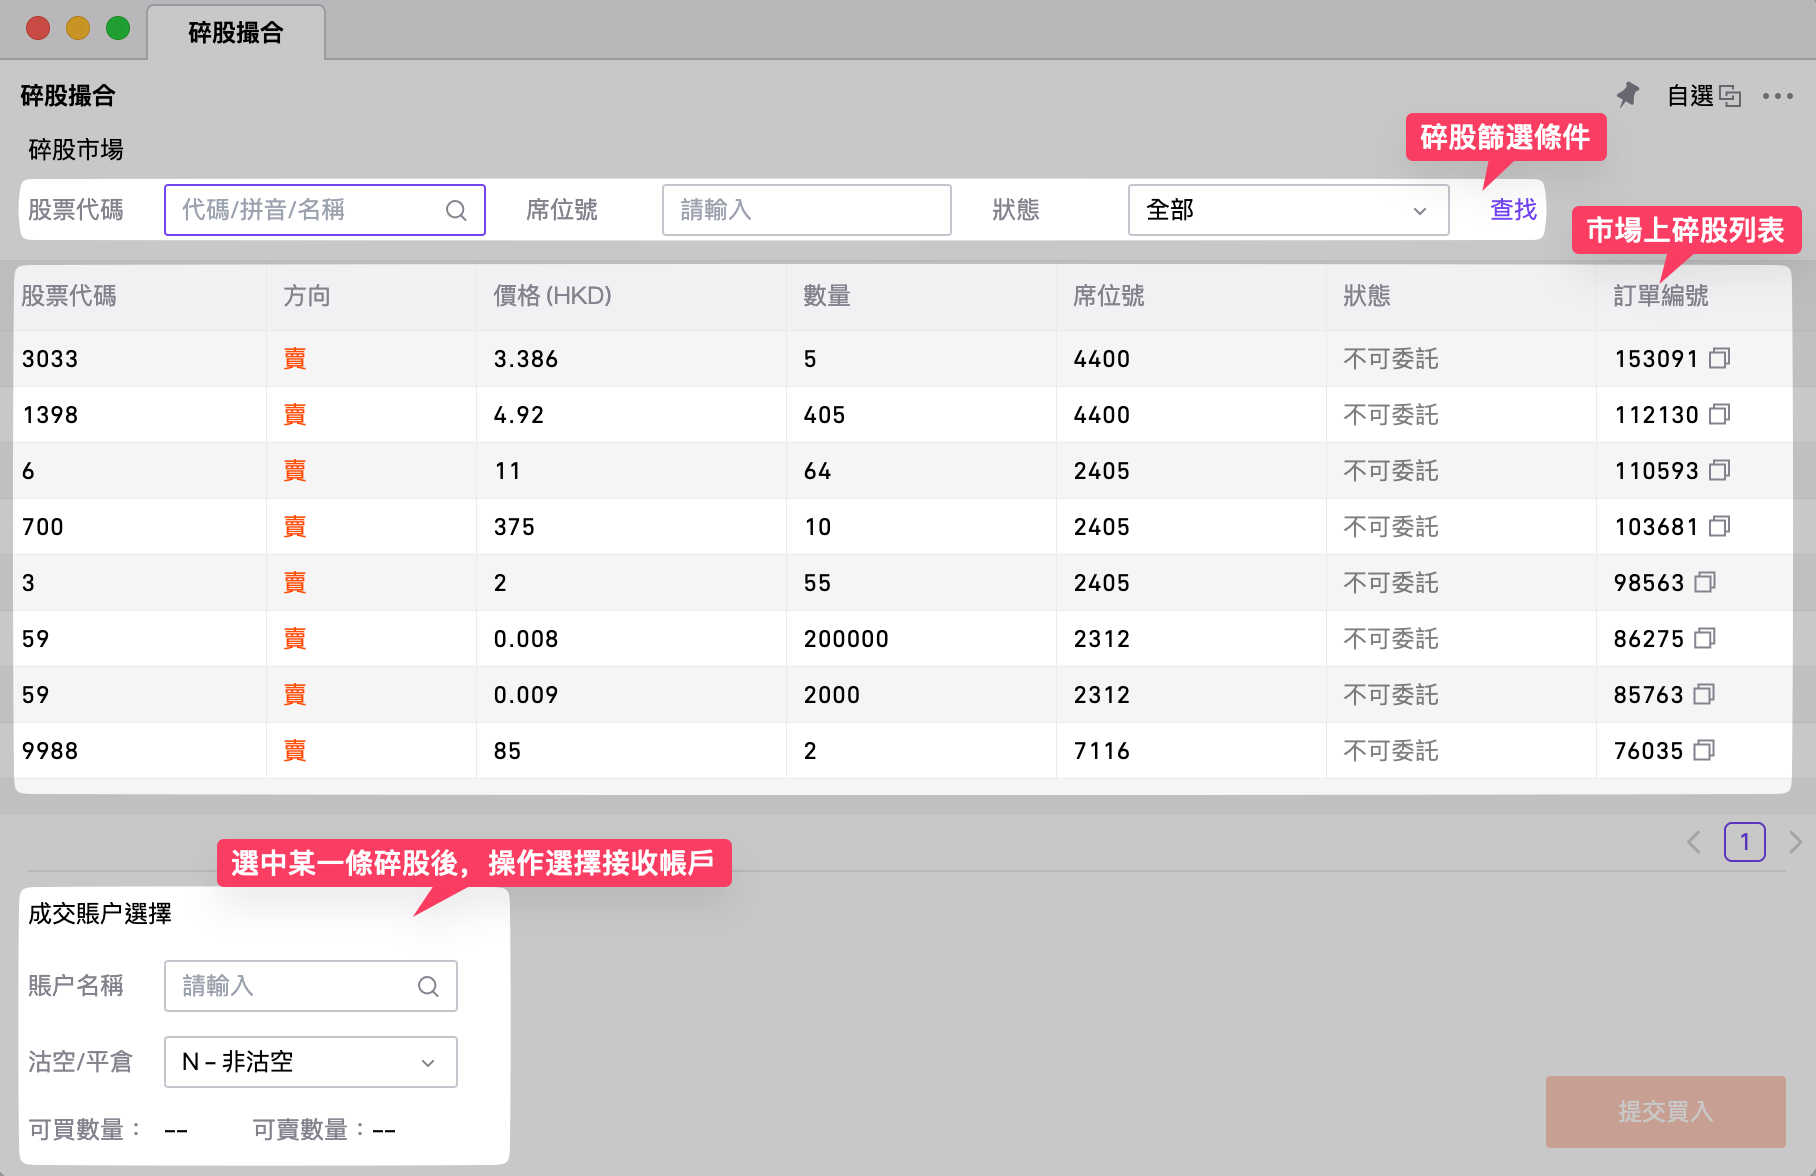 碎股撮合
碎股撮合
自選
碎股市場
碎股篩選條件
股票代碼 代碼/拼音/名稱 席位號 請輸入 狀態 全部 查找
市場上碎股列表
股票代碼 方向 價格 (HKD) 數量 席位號 狀態 訂單編號
3033 賣 3.386 5 4400 不可委託 153091
1398 賣 4.92 405 4400 不可委託 112130
6 賣 11 64 2405 不可委託 110593
700 賣 375 10 2405 不可委託 103681
3 賣 2 55 2405 不可委託 98563
59 賣 0.008 200000 2312 不可委託 86275
59 賣 0.009 2000 2312 不可委託 85763
9988 賣 85 2 7116 不可委託 76035
1
選中某一條碎股後，操作選擇接收帳戶
成交賬户選擇
賬户名稱 請輸入
沽空/平倉 N – 非沽空
可買數量： -- 可賣數量： --
提交買入